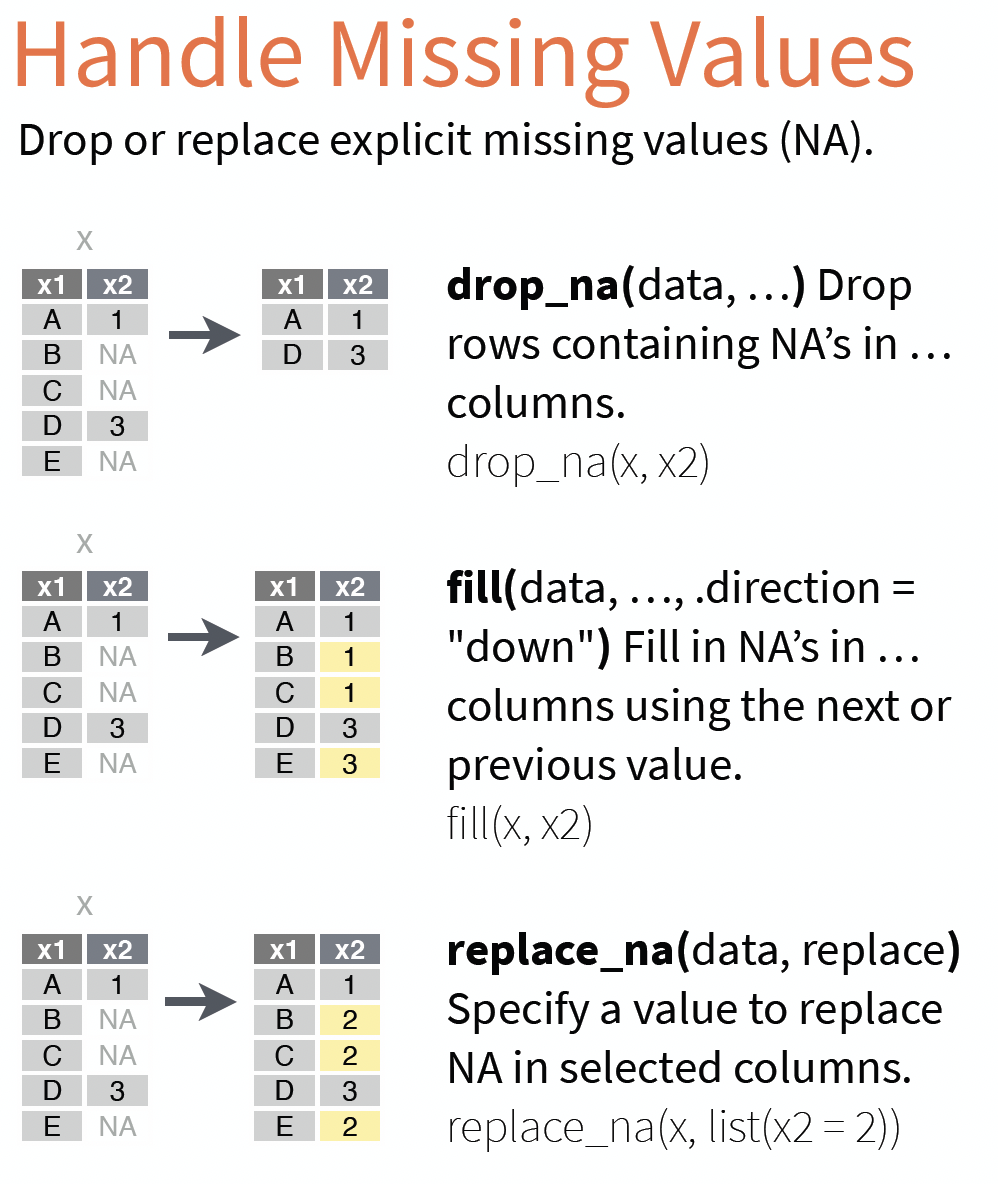 Handle Missing Values
Drop or replace explicit missing values (NA).
x
x1 x2 x1 x2
A 1 A 1
B NA D 3
C NA
D 3
E NA
drop_na(data, …) Drop
rows containing NA’s in …
columns.
drop_na(x, x2)
x
x1 x2 x1 x2
A 1 A 1
B NA B 1
C NA C 1
D 3 D 3
E NA E 3
fill(data, …, .direction =
"down") Fill in NA’s in …
columns using the next or
previous value.
fill(x, x2)
x
x1 x2 x1 x2
A 1 A 1
B NA B 2
C NA C 2
D 3 D 3
E NA E 2
replace_na(data, replace)
Specify a value to replace
NA in selected columns.
replace_na(x, list(x2 = 2))